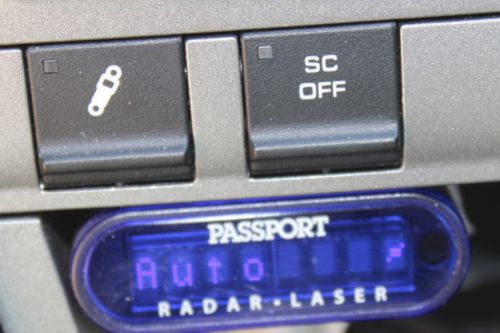 SC
OFF
PASSPORT
Auto
RADAR • LASER